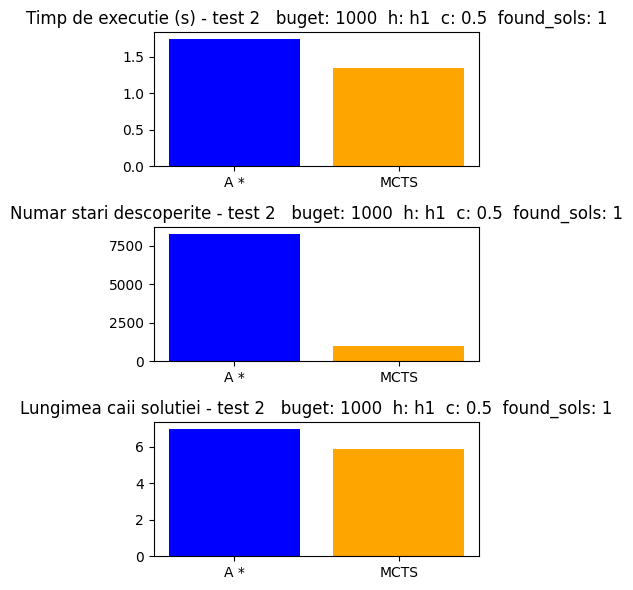 Timp de executie (s) - test 2   buget: 1000  h: h1  c: 0.5  found_sols: 1
1.5
1.0
0.5
0.0
A *
MCTS
Numar stari descoperite - test 2   buget: 1000  h: h1  c: 0.5  found_sols: 1
7500
5000
2500
0
A *
MCTS
Lungimea caii solutiei - test 2   buget: 1000  h: h1  c: 0.5  found_sols: 1
6
4
2
0
A *
MCTS